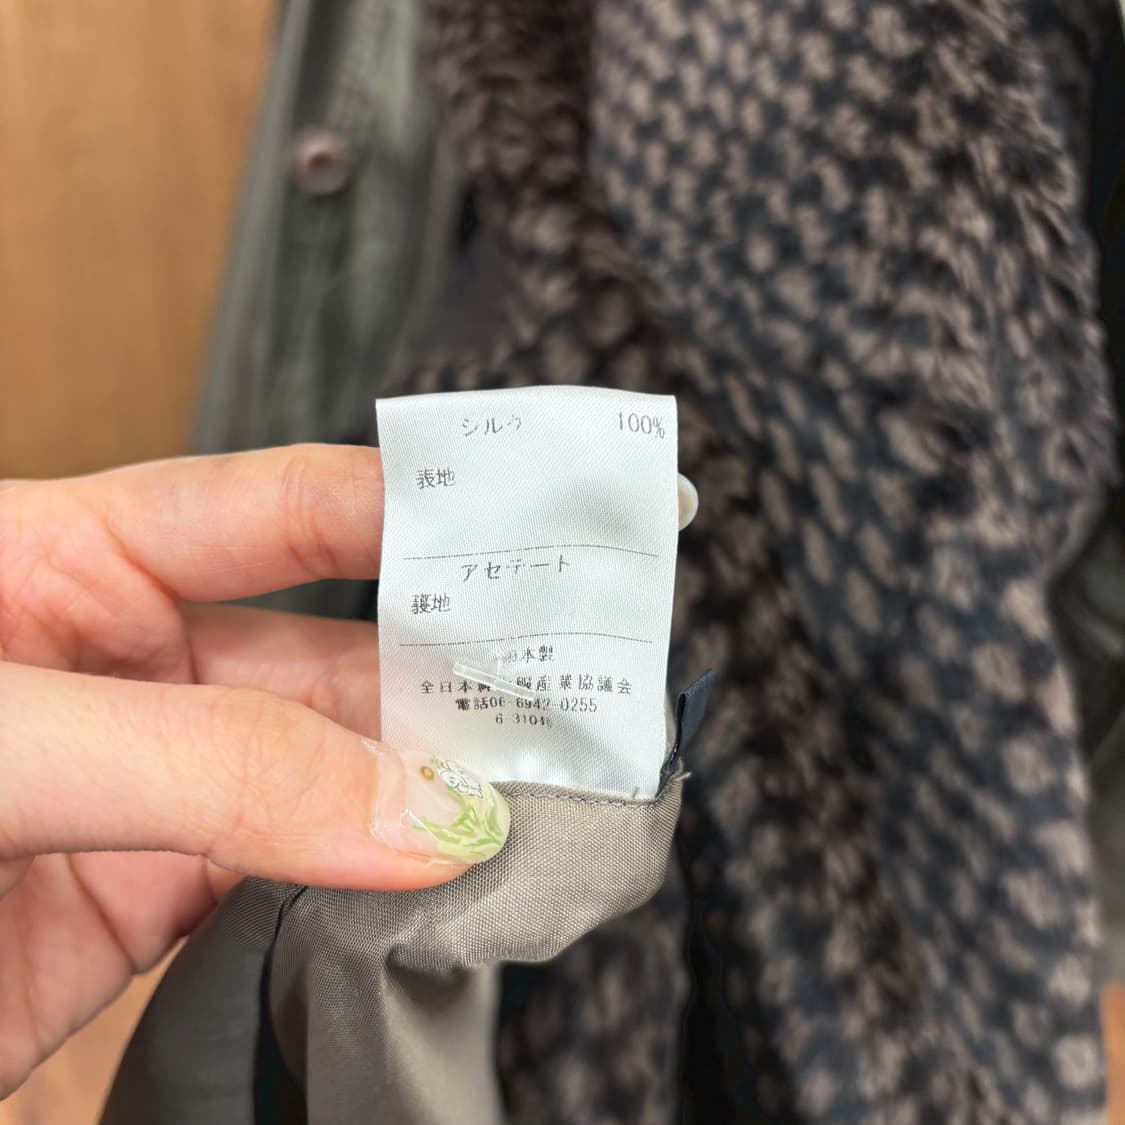 シルク 100%
表地
アセテート
裏地
日本製
全日本 服産業協議会
電話06-6942-0255
6-3104